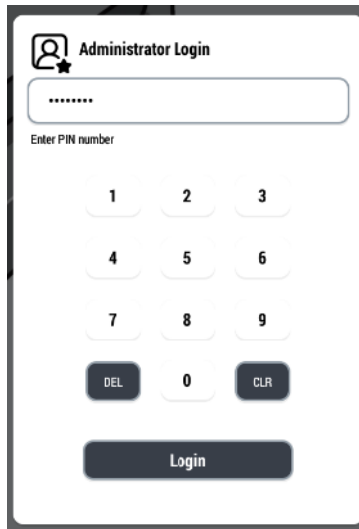 Administrator Login
••••••••
Enter PIN number
1 2 3
4 5 6
7 8 9
DEL 0 CLR
Login